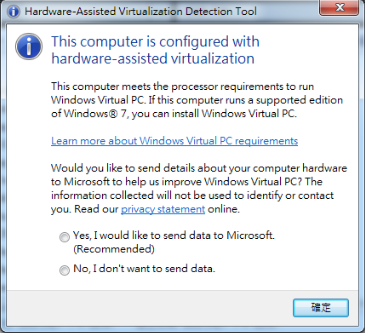 Hardware-Assisted Virtualization Detection Tool
This computer is configured with
hardware-assisted virtualization
This computer meets the processor requirements to run
Windows Virtual PC. If this computer runs a supported edition
of Windows® 7, you can install Windows Virtual PC.
Learn more about Windows Virtual PC requirements
Would you like to send details about your computer hardware
to Microsoft to help us improve Windows Virtual PC? The
information collected will not be used to identify or contact
you. Read our privacy statement online.
Yes, I would like to send data to Microsoft.
(Recommended)
No, I don't want to send data.
確定